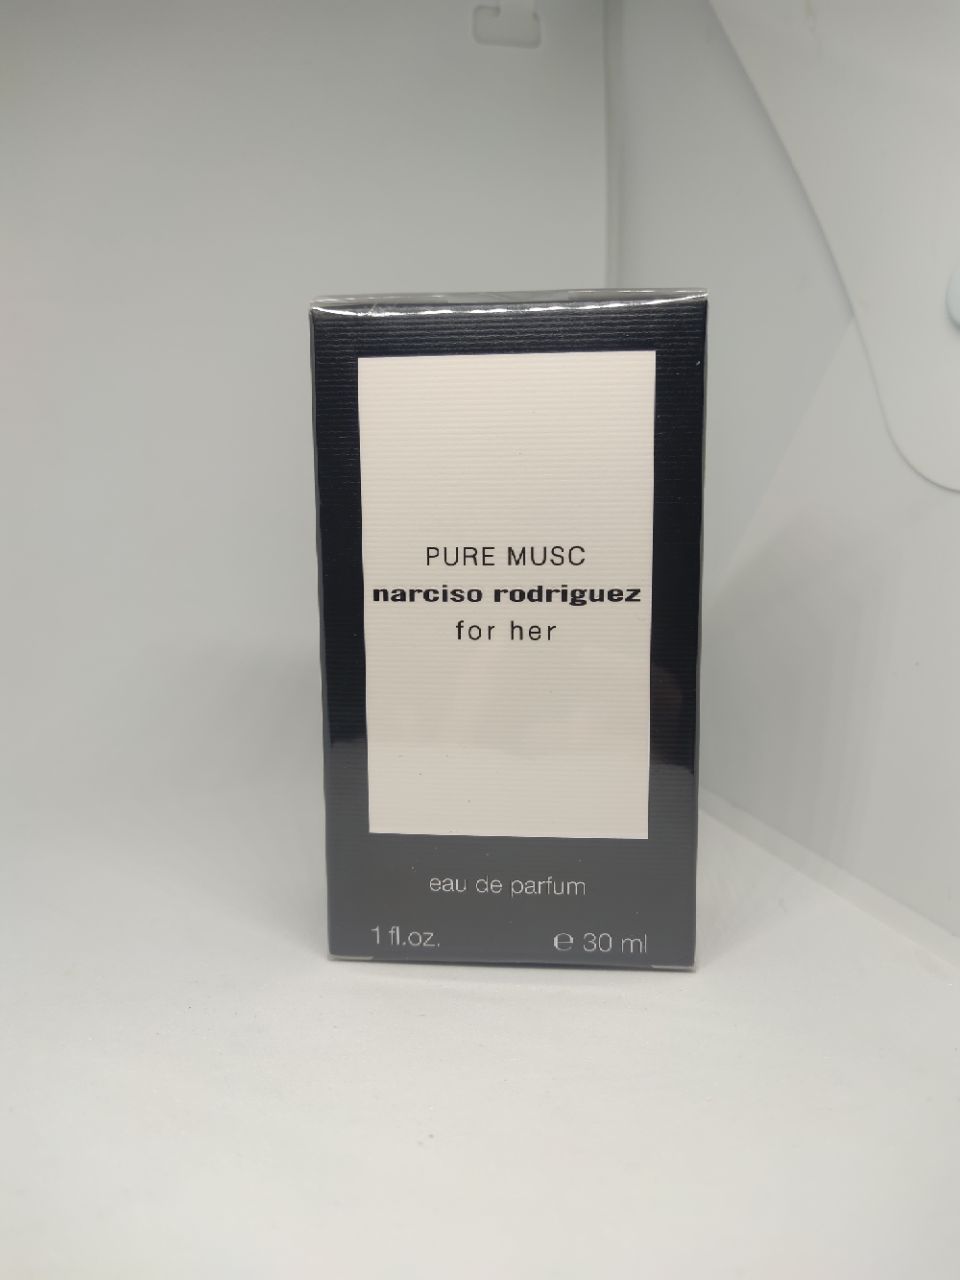 PURE MUSC
narciso rodriguez
for her
eau de parfum
1 fl.oz. ℮ 30 ml